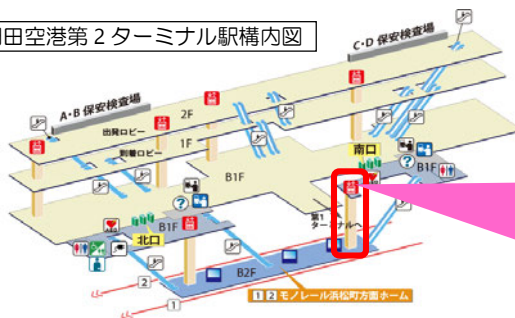 田空港第２ターミナル駅構内図
C･D 保安検査場
A･B 保安検査場
2F
出発ロビー
1F
到着ロビー
南口
B1F
B1F
第1
ターミナルへ
B1F
北口
B2F
2
1
1 2 モノレール浜松町方面ホーム